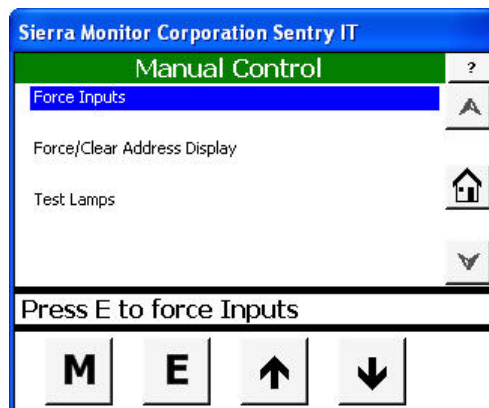 Sierra Monitor Corporation Sentry IT
Manual Control
?
Force Inputs
Force/Clear Address Display
Test Lamps
Press E to force Inputs
M E